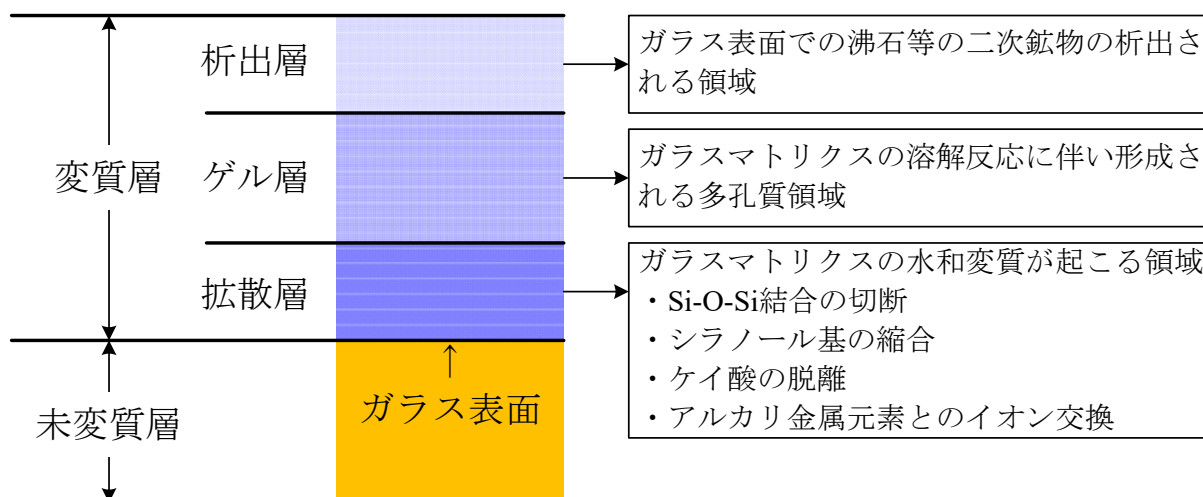 析出層
ガラス表面での沸石等の二次鉱物の析出さ
れる領域
変質層
ゲル層
ガラスマトリクスの溶解反応に伴い形成さ
れる多孔質領域
拡散層
ガラスマトリクスの水和変質が起こる領域
・Si-O-Si結合の切断
・シラノール基の縮合
・ケイ酸の脱離
・アルカリ金属元素とのイオン交換
↑
ガラス表面
未変質層